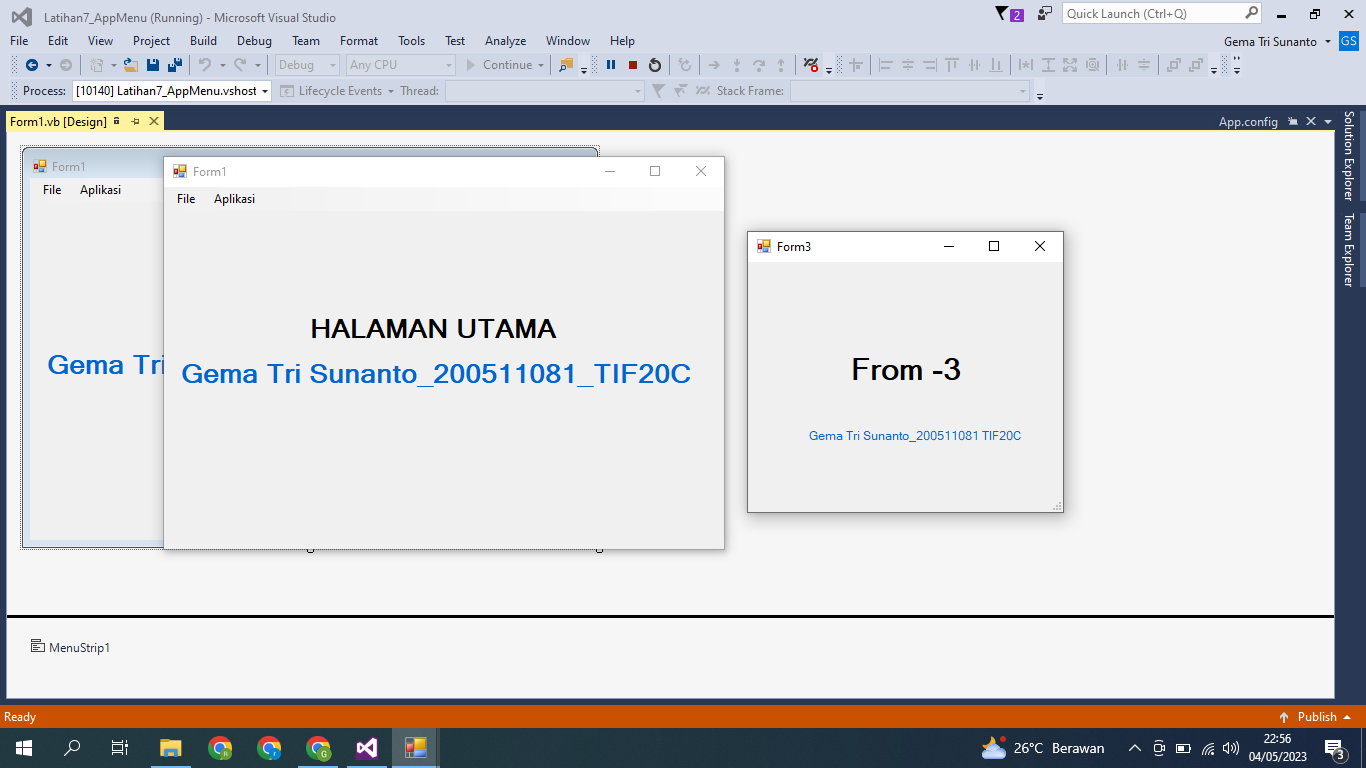 Latihan7_AppMenu (Running) - Microsoft Visual Studio
2
Quick Launch (Ctrl+Q)
File Edit View Project Build Debug Team Format Tools Test Analyze Window Help
Gema Tri Sunanto GS
Debug Any CPU Continue
Process: [10140] Latihan7_AppMenu.vshost Lifecycle Events Thread: Stack Frame:
Form1.vb [Design]
App.config
Solution Explorer
Team Explorer
Form1
File Aplikasi
Gema Tri
Form1
File Aplikasi
HALAMAN UTAMA
Gema Tri Sunanto_200511081_TIF20C
Form3
From -3
Gema Tri Sunanto_200511081 TIF20C
MenuStrip1
Ready
Publish
26°C Berawan
22:56
04/05/2023
3